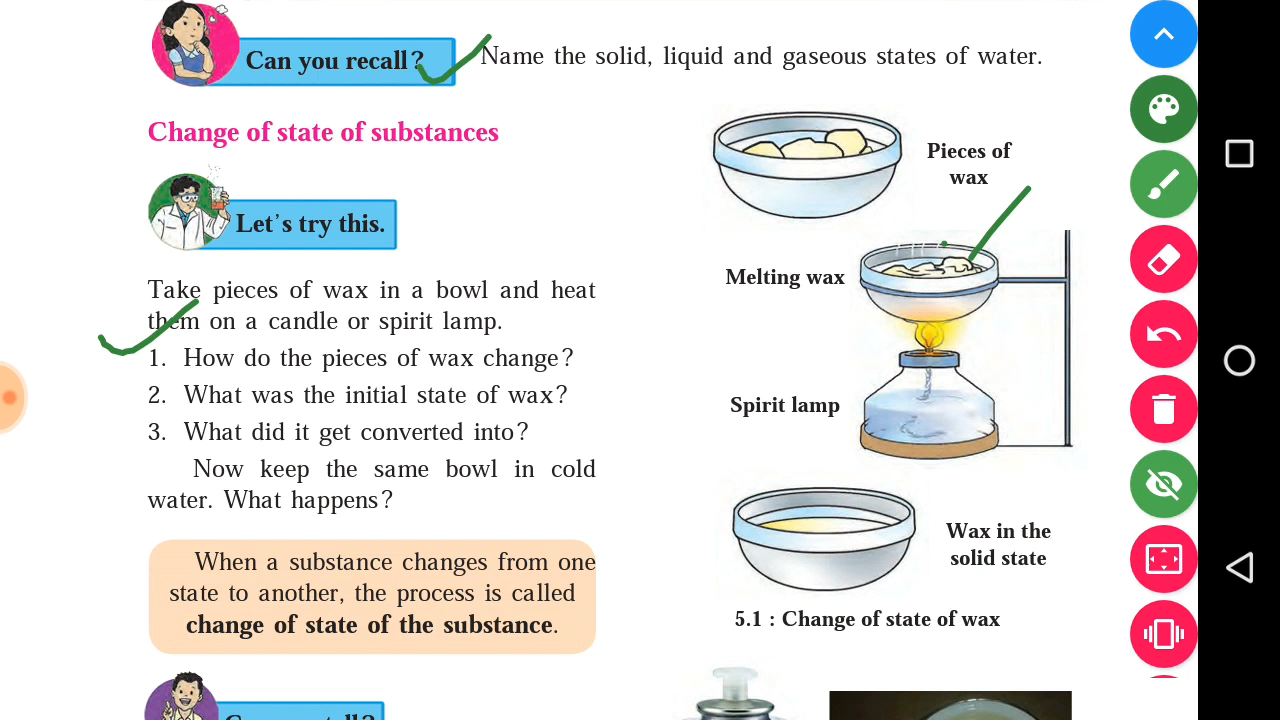 Can you recall?
Name the solid, liquid and gaseous states of water.
Change of state of substances
Let's try this.
Take pieces of wax in a bowl and heat
them on a candle or spirit lamp.
1. How do the pieces of wax change?
2. What was the initial state of wax?
3. What did it get converted into?
Now keep the same bowl in cold
water. What happens?
When a substance changes from one
state to another, the process is called
change of state of the substance.
Pieces of
wax
Melting wax
Spirit lamp
Wax in the
solid state
5.1 : Change of state of wax